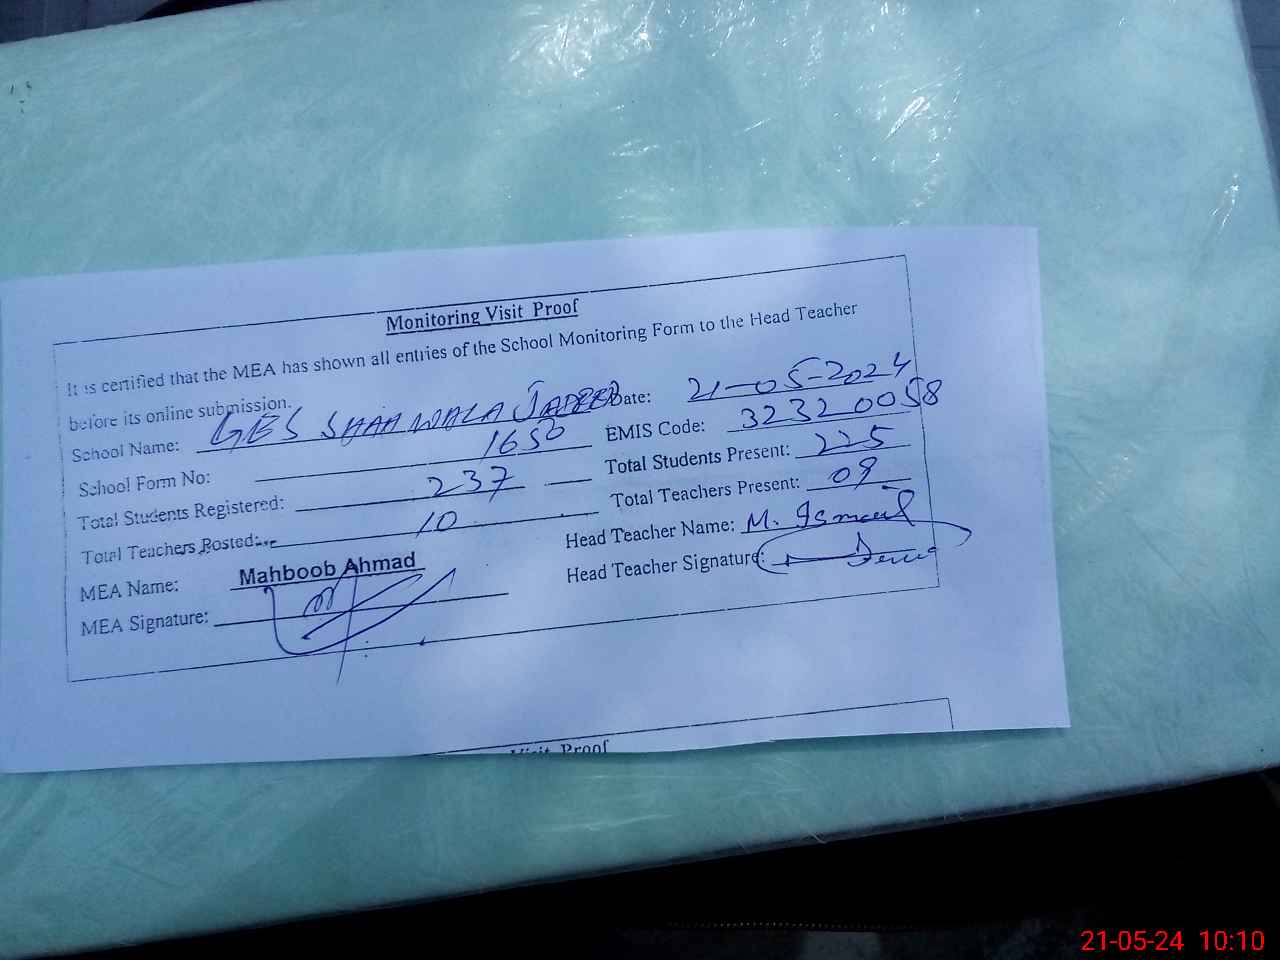 Monitoring Visit Proof
It is certified that the MEA has shown all entries of the School Monitoring Form to the Head Teacher
before its online submission.
School Name: GES SHAH WALA JADEED Date: 21-05-2024
School Form No: 1650 EMIS Code: 32320058
Total Students Registered: 237 Total Students Present: 225
Total Teachers Posted: 10 Total Teachers Present: 09
MEA Name: Mahboob Ahmad Head Teacher Name: M. Ismail
MEA Signature: Head Teacher Signature:
Visit Proof
21-05-24 10:10